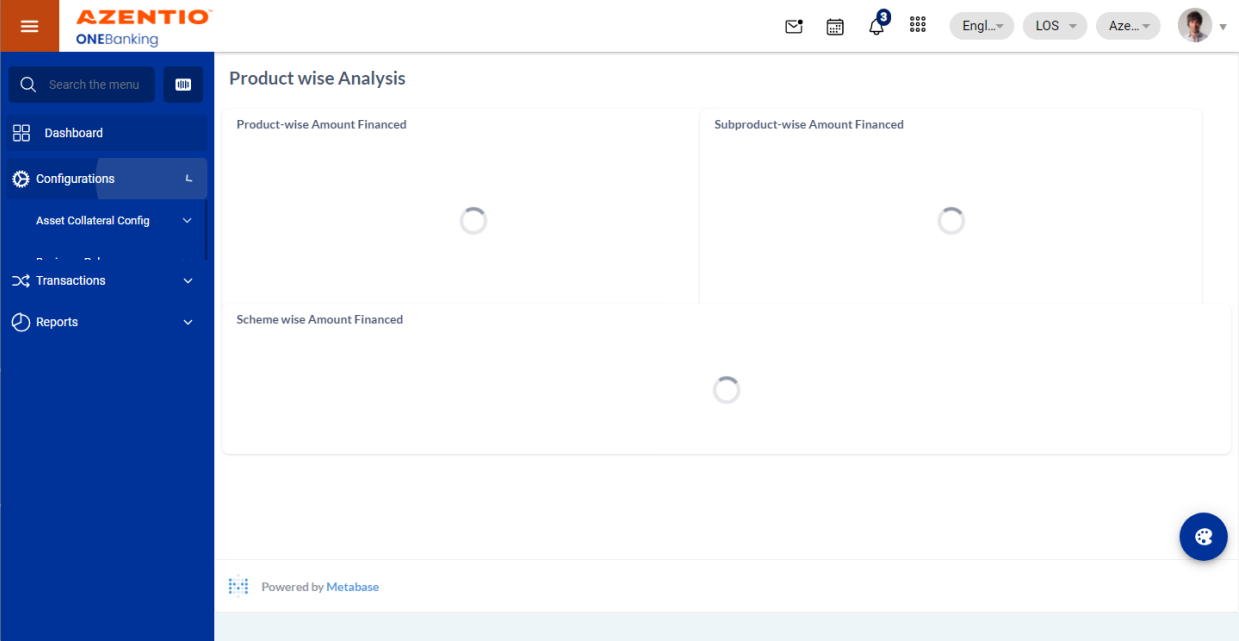 AZENTIO
ONEBanking
3
Engl...
LOS
Aze...
Search the menu
Dashboard
Configurations
Asset Collateral Config
Transactions
Reports
Product wise Analysis
Product-wise Amount Financed
Subproduct-wise Amount Financed
Scheme wise Amount Financed
Powered by Metabase